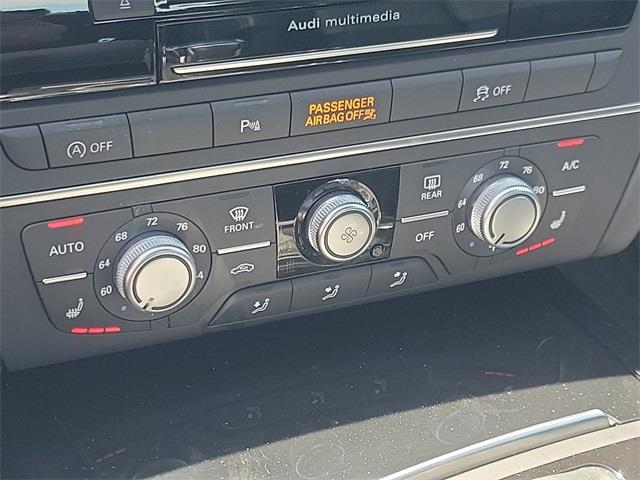 Audi multimedia
OFF
P
PASSENGER
AIRBAG OFF
OFF
AUTO
60 64 68 72 76 80 84
FRONT
REAR
OFF
60 64 68 72 76 80
A/C